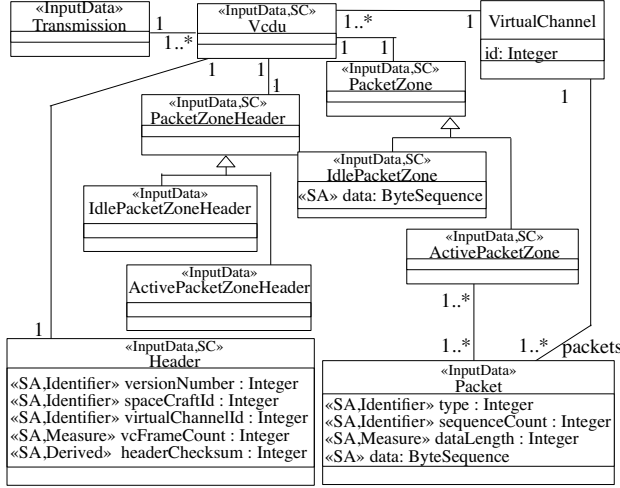 «InputData»
Transmission
1
1..*
«InputData,SC»
Vcdu
1..*
1
VirtualChannel
id: Integer
1
1
1
1
1
1
«InputData,SC»
PacketZone
«InputData,SC»
PacketZoneHeader
«InputData,SC»
IdlePacketZone
«SA» data: ByteSequence
«InputData»
IdlePacketZoneHeader
«InputData,SC»
ActivePacketZone
«InputData»
ActivePacketZoneHeader
1..*
1
1..*
1..*
packets
«InputData,SC»
Header
«SA,Identifier» versionNumber : Integer
«SA,Identifier» spaceCraftId : Integer
«SA,Identifier» virtualChannelId : Integer
«SA,Measure» vcFrameCount : Integer
«SA,Derived» headerChecksum : Integer
«InputData»
Packet
«SA,Identifier» type : Integer
«SA,Identifier» sequenceCount : Integer
«SA,Measure» dataLength : Integer
«SA» data: ByteSequence